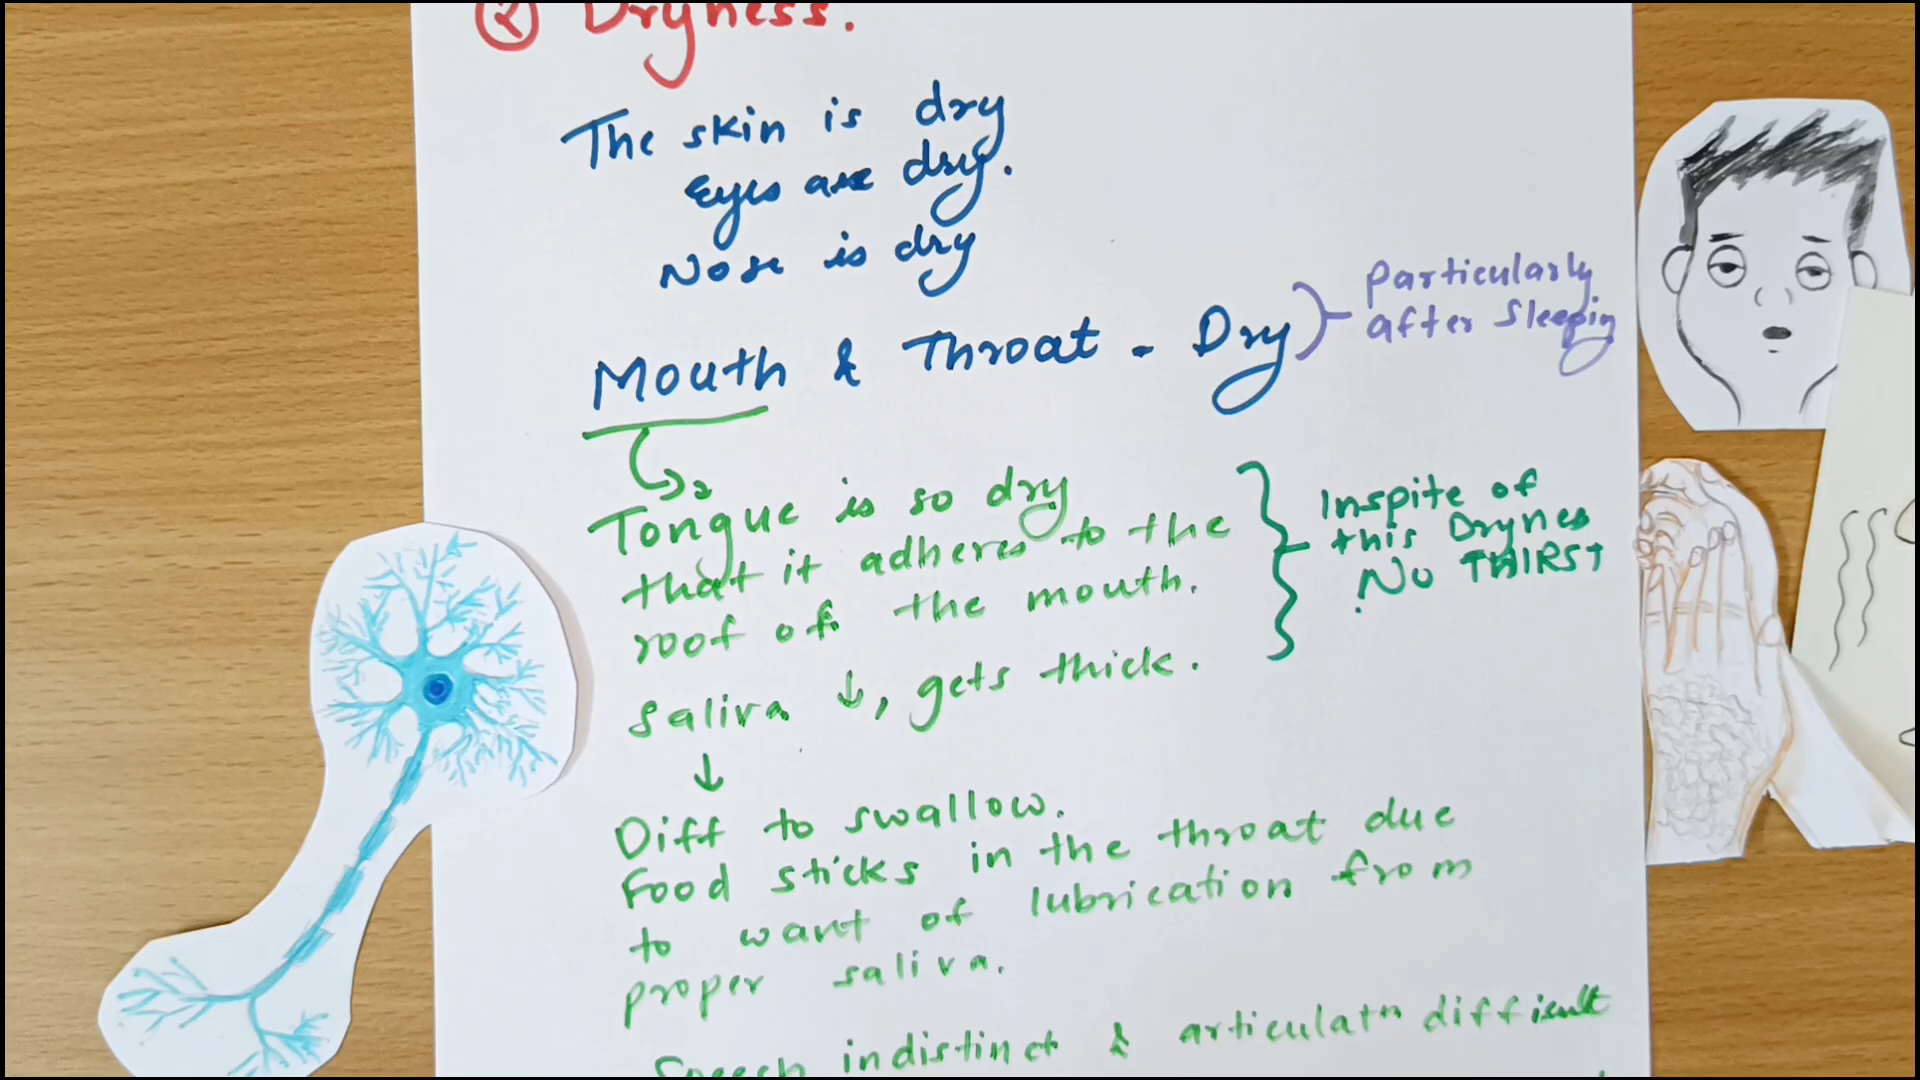 ② Dryness.
The skin is dry
Eyes are dry.
Nose is dry
Mouth & Throat - Dry
Particularly
after Sleeping
Tongue is so dry
that it adheres to the
roof of the mouth.
Inspite of
this Drynes
No THIRST
Saliva ↓, gets thick.
↓
Diff to swallow.
Food sticks in the throat due
to want of lubrication from
proper saliva.
Speech indistinct & articulatn difficult